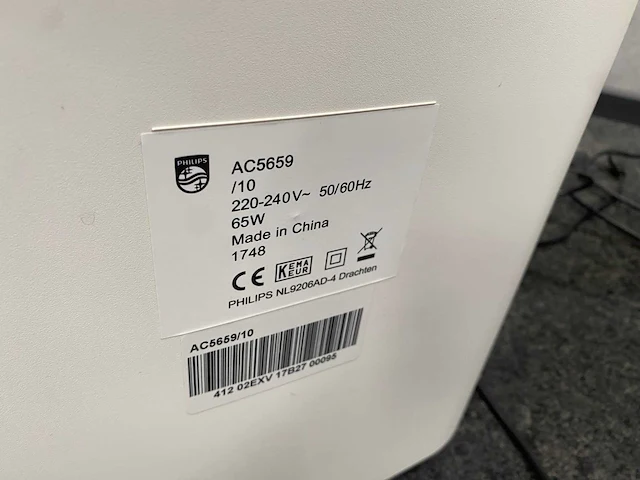 PHILIPS
AC5659
/10
220-240V~ 50/60Hz
65W
Made in China
1748
CE KEMA KEUR
PHILIPS NL9206AD-4 Drachten
AC5659/10
412 02EXV 17B27 00095